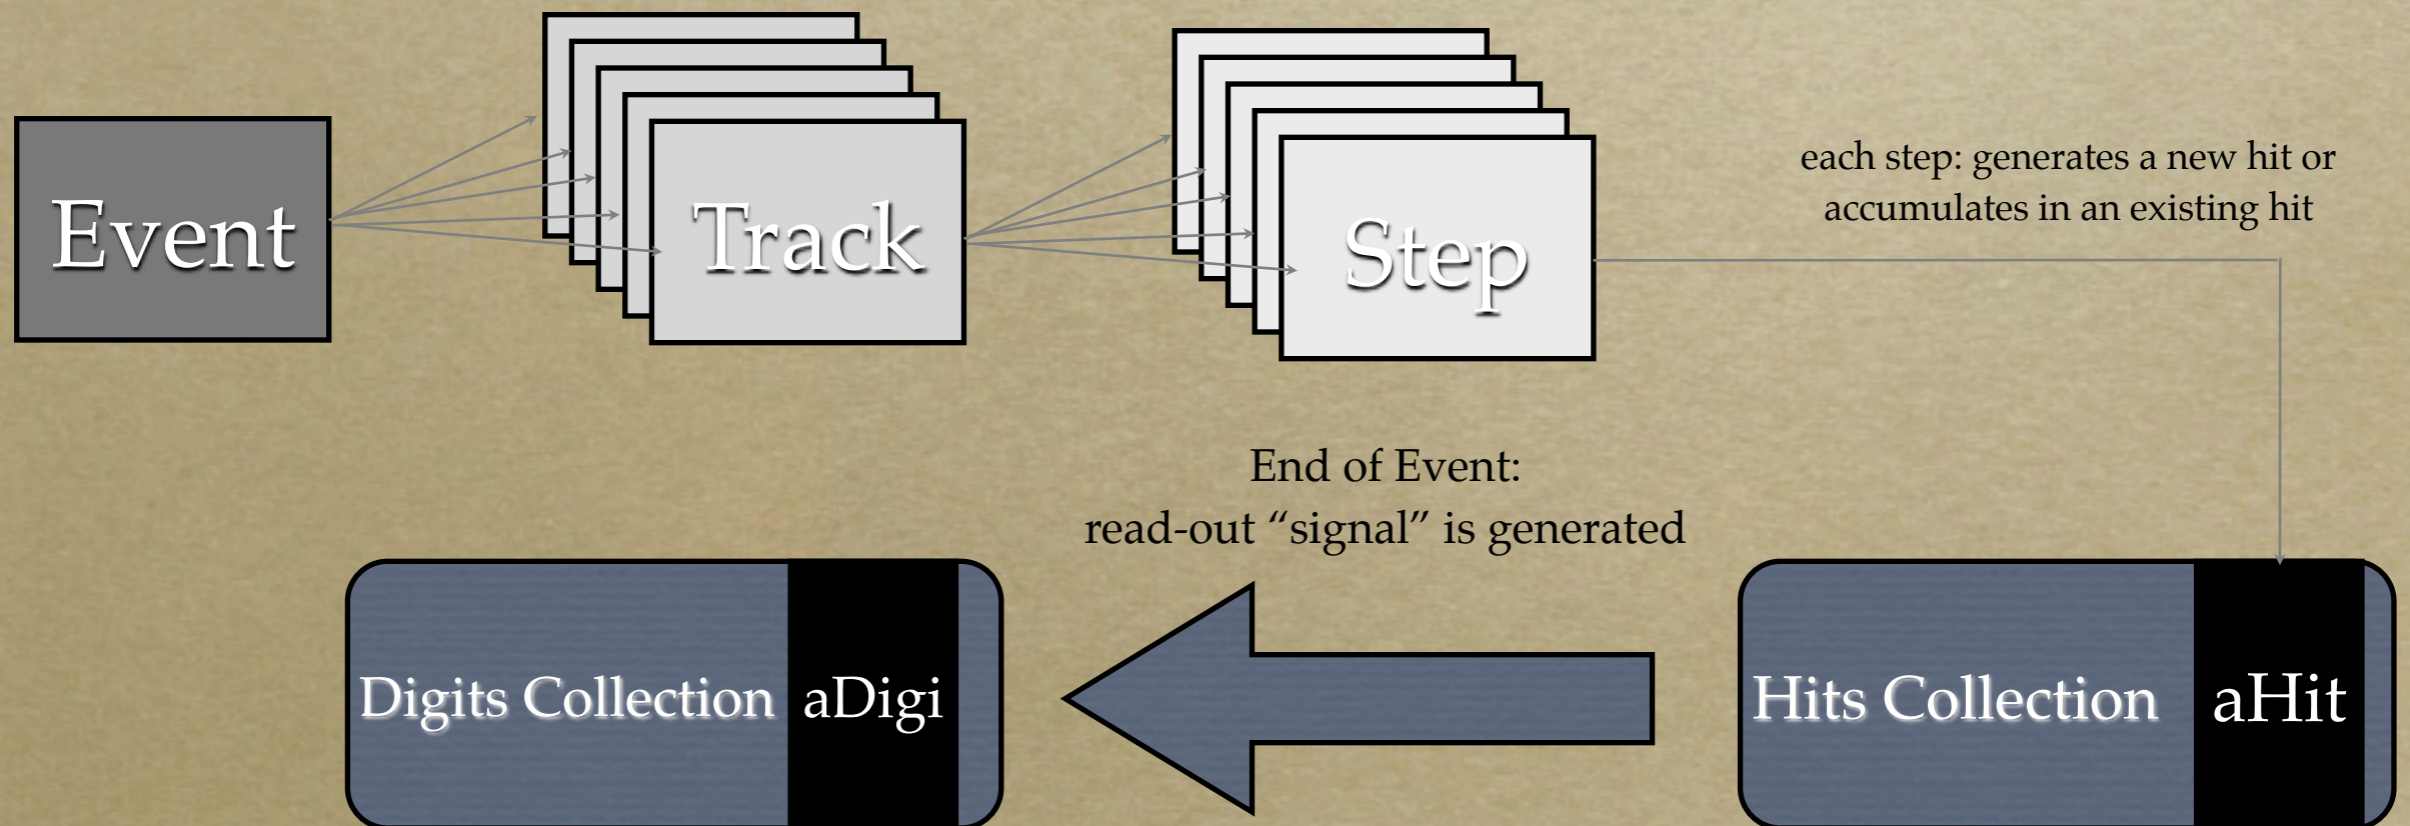 Event
Track
Step
each step: generates a new hit or
accumulates in an existing hit
End of Event:
read-out “signal” is generated
Digits Collection
aDigi
Hits Collection
aHit